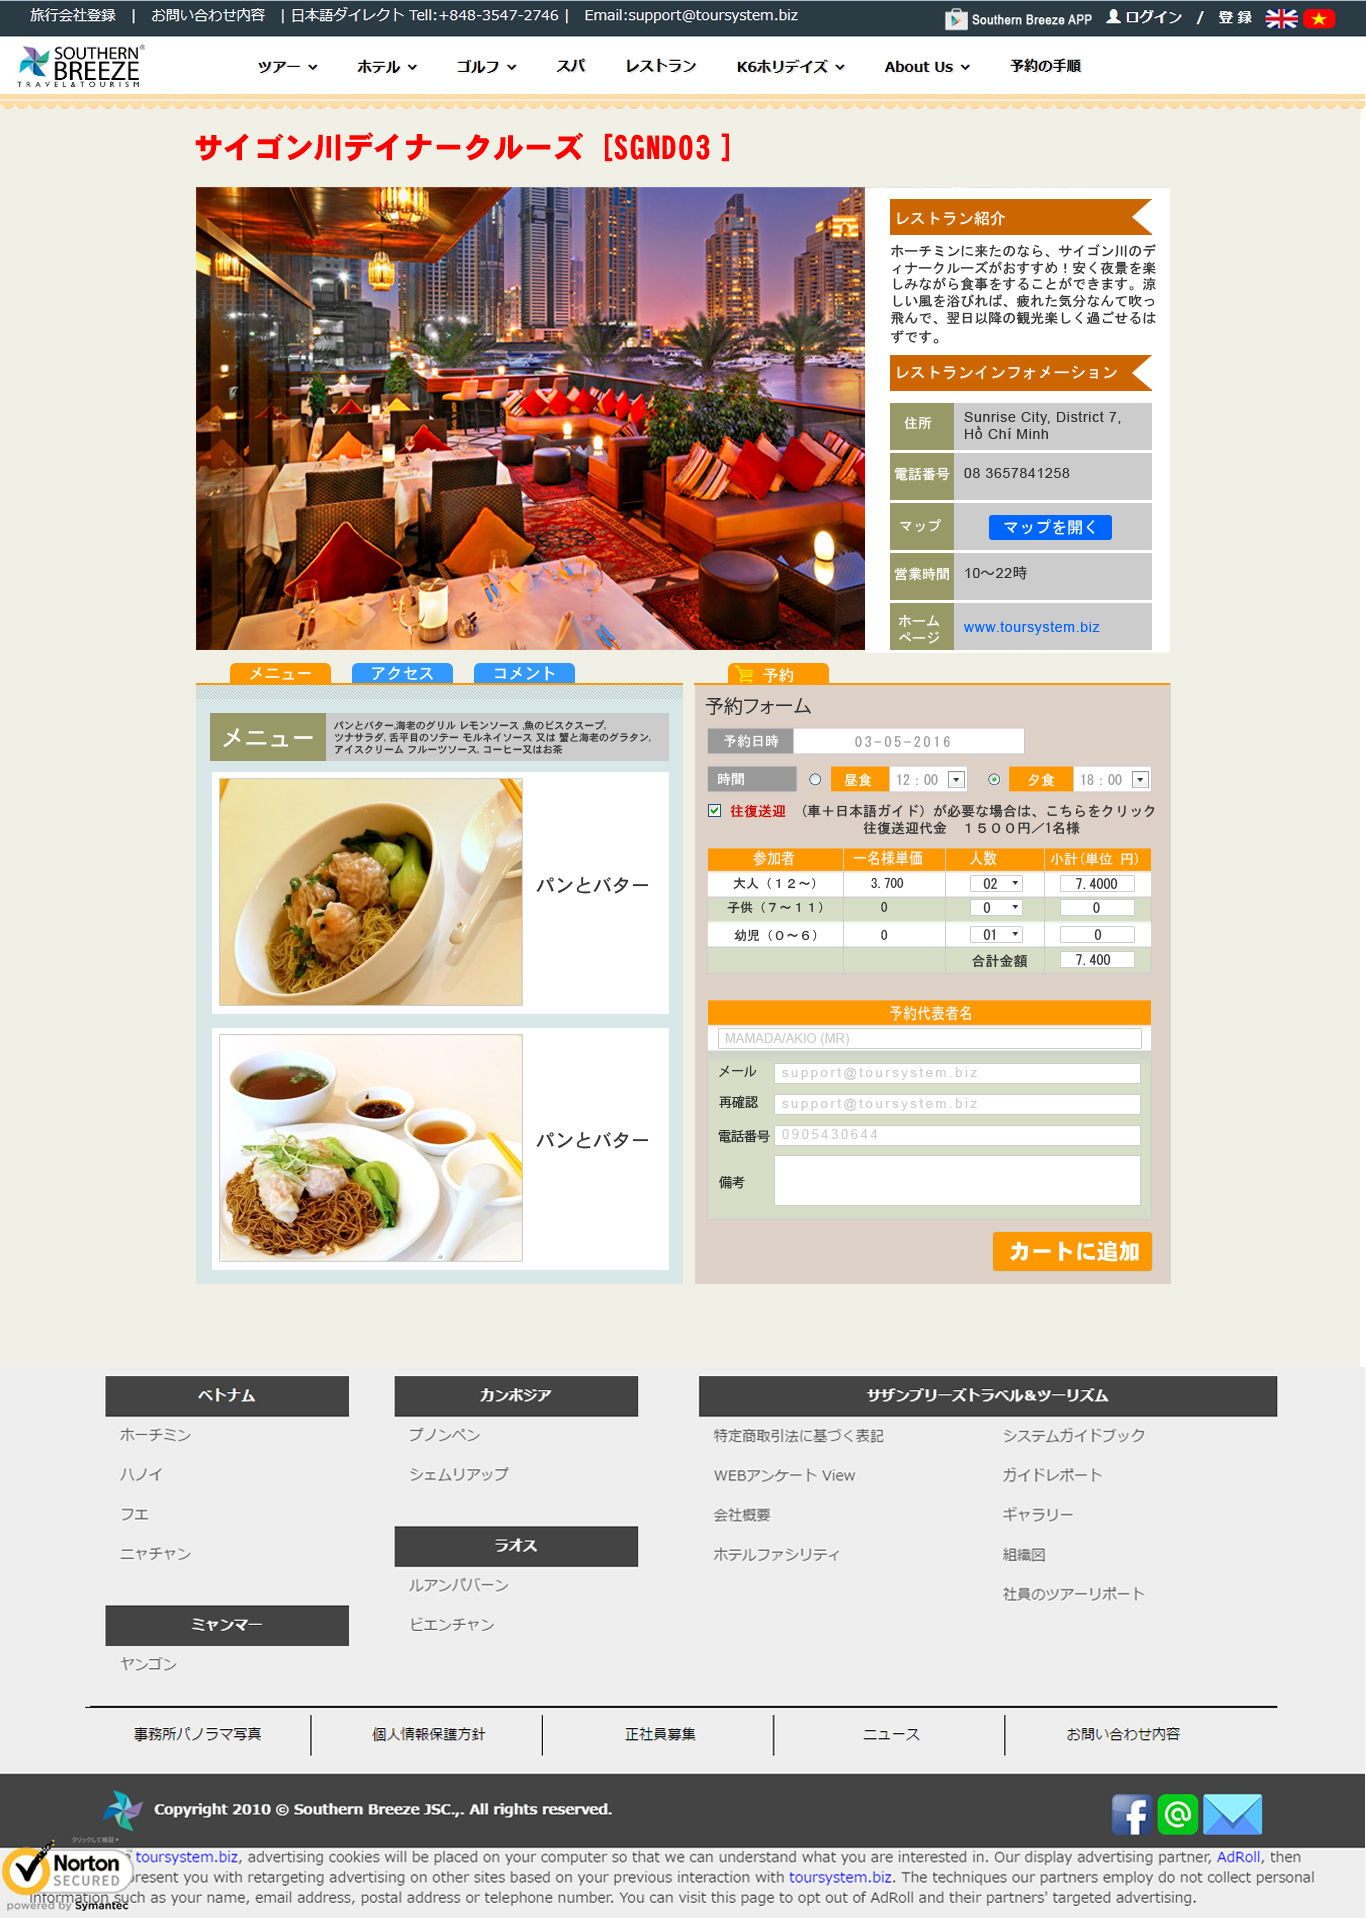 旅行会社登録 | お問い合わせ内容 | 日本語ダイレクト Tell:+848-3547-2746 | Email:support@toursystem.biz
Southern Breeze APP ログイン / 登 録
SOUTHERN®
BREEZE
TRAVEL&TOURISM
ツアー ホテル ゴルフ スパ レストラン K6ホリデイズ About Us 予約の手順
サイゴン川デイナークルーズ [SGND03 ]
レストラン紹介
ホーチミンに来たのなら、サイゴン川のデ
ィナークルーズがおすすめ！安く夜景を楽
しみながら食事をすることができます。涼
しい風を浴びれば、疲れた気分なんて吹っ
飛んで、翌日以降の観光楽しく過ごせるは
ずです。
レストランインフォメーション
住所 Sunrise City, District 7,
Hồ Chí Minh
電話番号 08 3657841258
マップ マップを開く
営業時間 10〜22時
ホーム
ページ www.toursystem.biz
メニュー アクセス コメント
メニュー
パンとバター,海老のグリル レモンソース ,魚のビスクスープ,
ツナサラダ, 舌平目のソテー モルネイソース 又は 蟹と海老のグラタン,
アイスクリーム フルーツソース, コーヒー又はお茶
パンとバター
パンとバター
予約
予約フォーム
予約日時 03-05-2016
時間 昼食 12：00 夕食 18：00
往復送迎 （車＋日本語ガイド）が必要な場合は、こちらをクリック
往復送迎代金 １５００円／1名様
参加者 一名様単価 人数 小計(単位 円)
大人（１２〜） 3.700 02 7.4000
子供（７〜１１） 0 0 0
幼児（０〜６） 0 01 0
合計金額 7.400
予約代表者名
MAMADA/AKIO (MR)
メール support@toursystem.biz
再確認 support@toursystem.biz
電話番号 0905430644
備考
カートに追加
ベトナム
ホーチミン
ハノイ
フエ
ニャチャン
ミャンマー
ヤンゴン
カンボジア
プノンペン
シェムリアップ
ラオス
ルアンパバーン
ビエンチャン
サザンブリーズトラベル&ツーリズム
特定商取引法に基づく表記 システムガイドブック
WEBアンケート View ガイドレポート
会社概要 ギャラリー
ホテルファシリティ 組織図
社員のツアーリポート
事務所パノラマ写真 個人情報保護方針 正社員募集 ニュース お問い合わせ内容
Copyright 2010 © Southern Breeze JSC.,. All rights reserved.
クリックして検証
Norton
SECURED
powered by Symantec
toursystem.biz, advertising cookies will be placed on your computer so that we can understand what you are interested in. Our display advertising partner, AdRoll, then
present you with retargeting advertising on other sites based on your previous interaction with toursystem.biz. The techniques our partners employ do not collect personal
information such as your name, email address, postal address or telephone number. You can visit this page to opt out of AdRoll and their partners' targeted advertising.